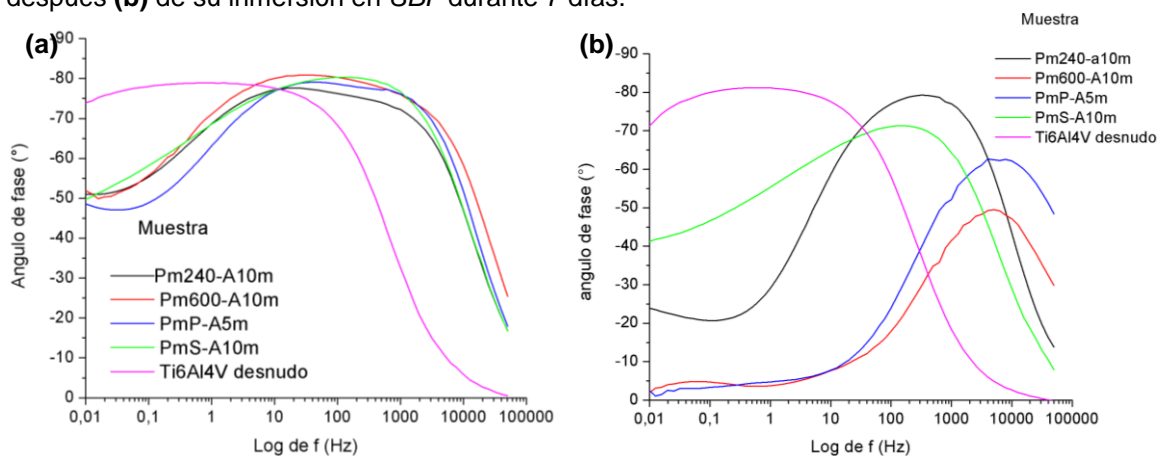 después (b) de su inmersión en SBF durante 7 días.
(a)
-90
-80
-70
-60
-50
-40
-30
-20
-10
0
Angulo de fase (°)
Muestra
Pm240-A10m
Pm600-A10m
PmP-A5m
PmS-A10m
Ti6Al4V desnudo
0,01 0,1 1 10 100 1000 10000 100000
Log de f (Hz)
(b)
-90
-80
-70
-60
-50
-40
-30
-20
-10
0
angulo de fase (°)
Muestra
Pm240-a10m
Pm600-A10m
PmP-A5m
PmS-A10m
Ti6Al4V desnudo
0,01 0,1 1 10 100 1000 10000 100000
Log de f (Hz)